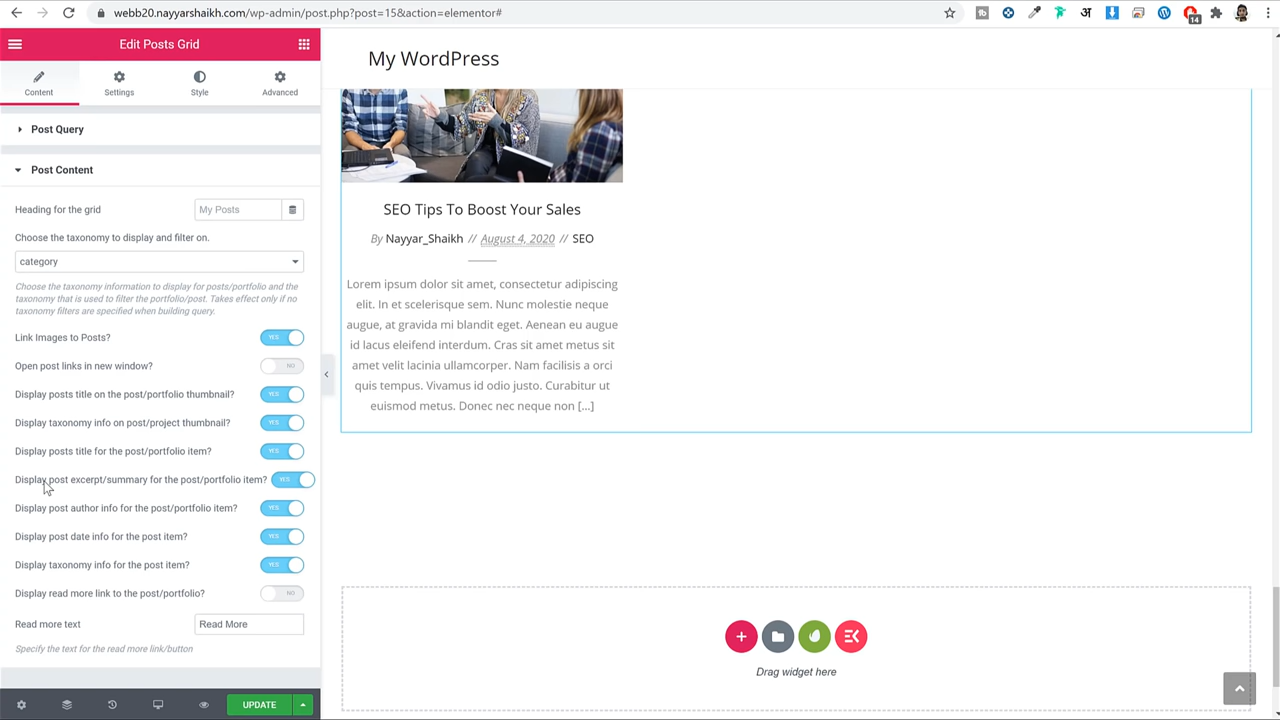 webb20.nayyarshaikh.com/wp-admin/post.php?post=15&action=elementor#
14
Edit Posts Grid
Content
Settings
Style
Advanced
Post Query
Post Content
Heading for the grid
My Posts
Choose the taxonomy to display and filter on.
category
Choose the taxonomy information to display for posts/portfolio and the
taxonomy that is used to filter the portfolio/post. Takes effect only if no
taxonomy filters are specified when building query.
Link Images to Posts? YES
Open post links in new window? NO
Display posts title on the post/portfolio thumbnail? YES
Display taxonomy info on post/project thumbnail? YES
Display posts title for the post/portfolio item? YES
Display post excerpt/summary for the post/portfolio item? YES
Display post author info for the post/portfolio item? YES
Display post date info for the post item? YES
Display taxonomy info for the post item? YES
Display read more link to the post/portfolio? NO
Read more text
Read More
Specify the text for the read more link/button
UPDATE
My WordPress
SEO Tips To Boost Your Sales
By Nayyar_Shaikh // August 4, 2020 // SEO
Lorem ipsum dolor sit amet, consectetur adipiscing
elit. In et scelerisque sem. Nunc molestie neque
augue, at gravida mi blandit eget. Aenean eu augue
id lacus eleifend interdum. Cras sit amet metus sit
amet velit lacinia ullamcorper. Nam facilisis a orci
quis tempus. Vivamus id odio justo. Curabitur ut
euismod metus. Donec nec neque non […]
Drag widget here